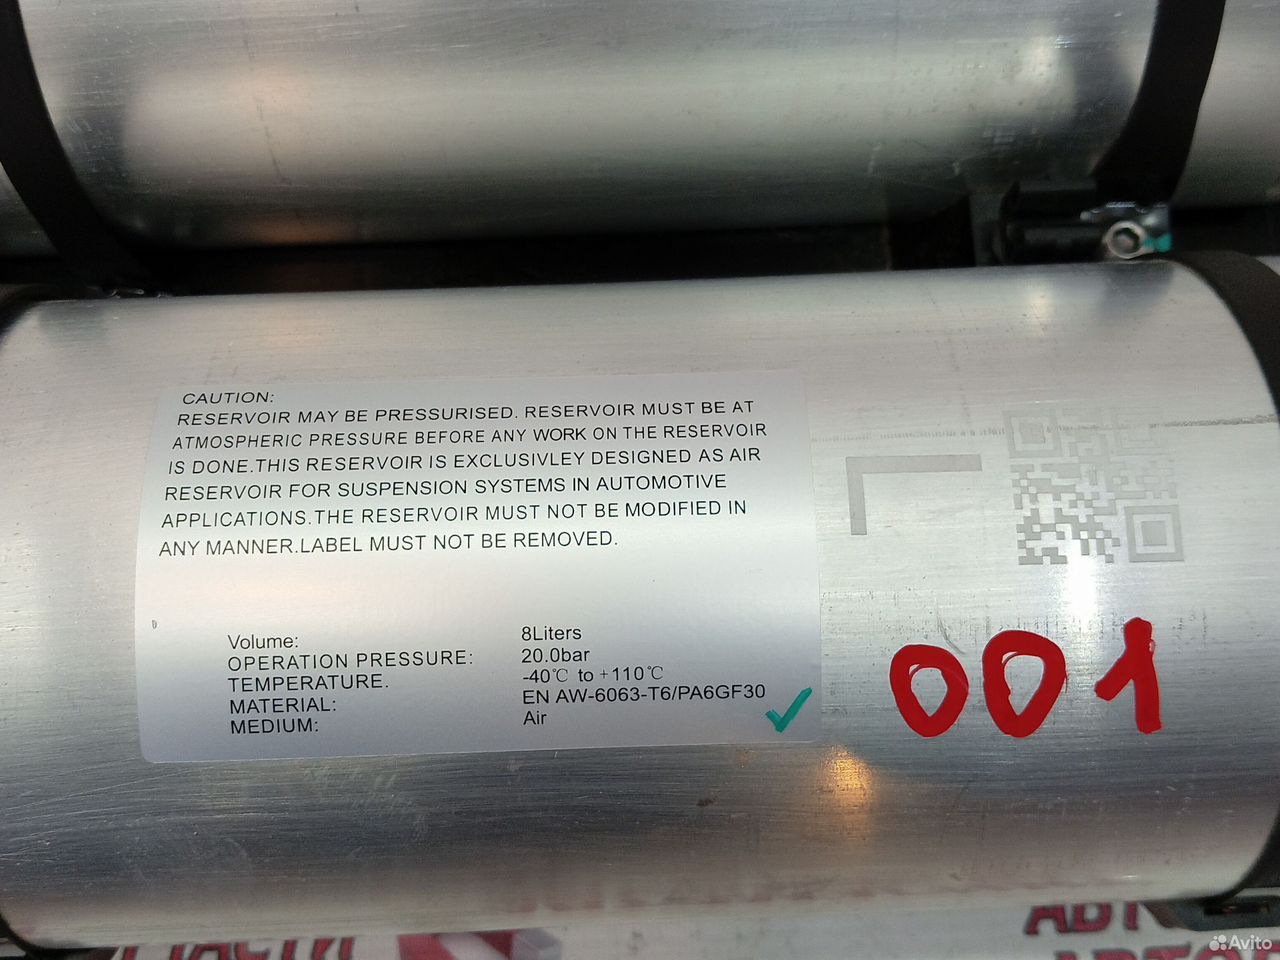 CAUTION:
RESERVOIR MAY BE PRESSURISED. RESERVOIR MUST BE AT
ATMOSPHERIC PRESSURE BEFORE ANY WORK ON THE RESERVOIR
IS DONE.THIS RESERVOIR IS EXCLUSIVLEY DESIGNED AS AIR
RESERVOIR FOR SUSPENSION SYSTEMS IN AUTOMOTIVE
APPLICATIONS.THE RESERVOIR MUST NOT BE MODIFIED IN
ANY MANNER.LABEL MUST NOT BE REMOVED.
Volume: 8Liters
OPERATION PRESSURE: 20.0bar
TEMPERATURE. -40℃ to +110℃
MATERIAL: EN AW-6063-T6/PA6GF30
MEDIUM: Air
001
Avito